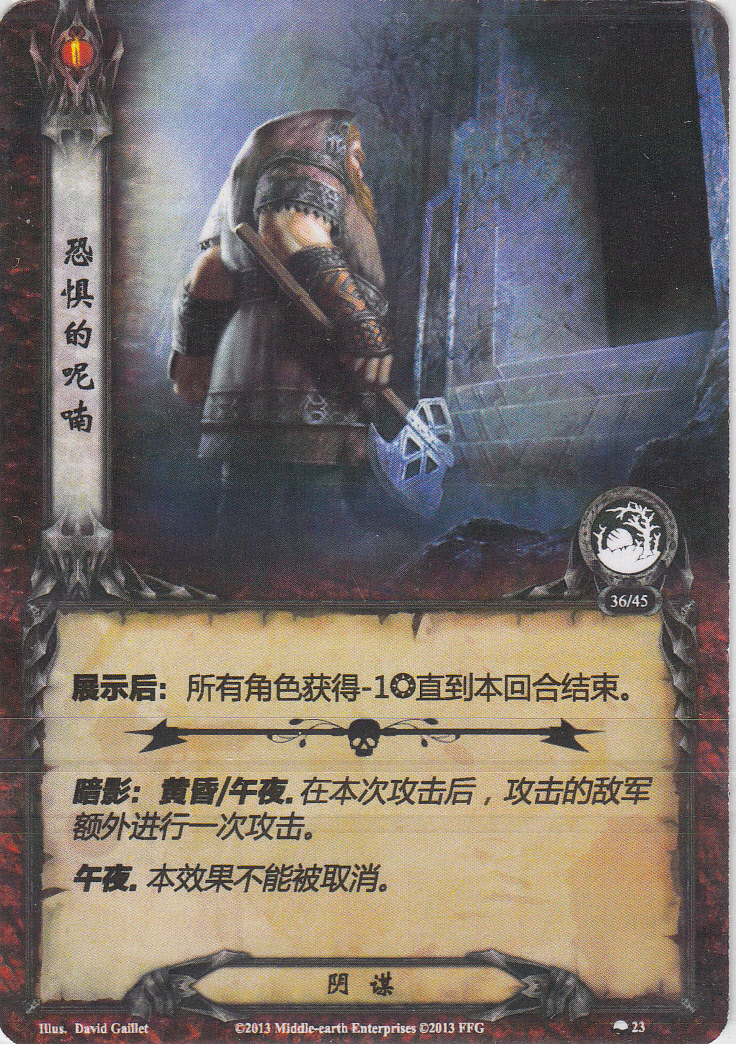 恐惧的呢喃
36/45
展示后：所有角色获得-1直到本回合结束。
暗影：黄昏/午夜.在本次攻击后，攻击的敌军
额外进行一次攻击。
午夜.本效果不能被取消。
阴谋
Illus. David Gaillet ©2013 Middle-earth Enterprises ©2013 FFG 23